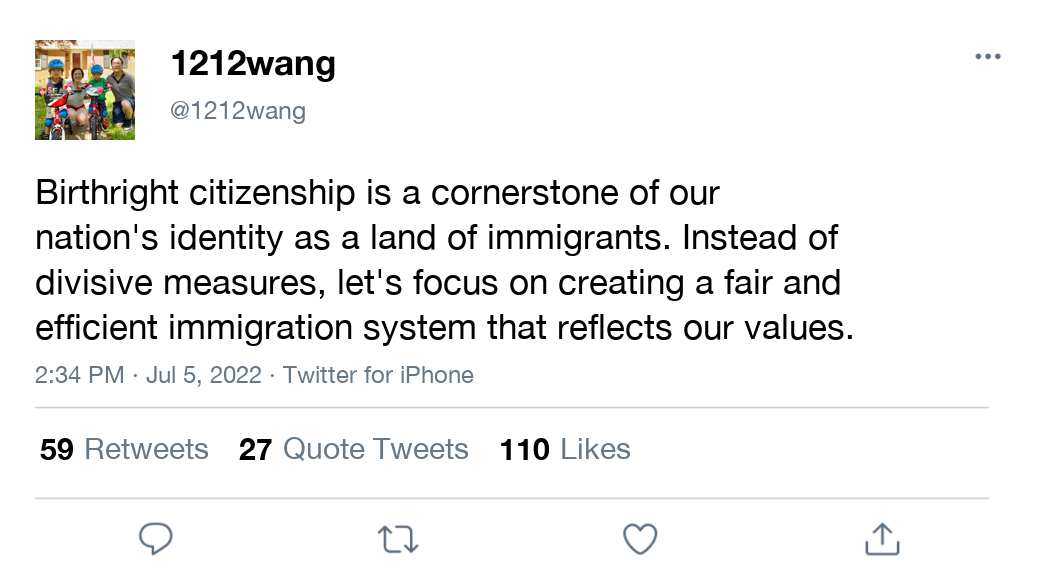 1212wang
@1212wang
Birthright citizenship is a cornerstone of our
nation's identity as a land of immigrants. Instead of
divisive measures, let's focus on creating a fair and
efficient immigration system that reflects our values.
2:34 PM · Jul 5, 2022 · Twitter for iPhone
59 Retweets 27 Quote Tweets 110 Likes